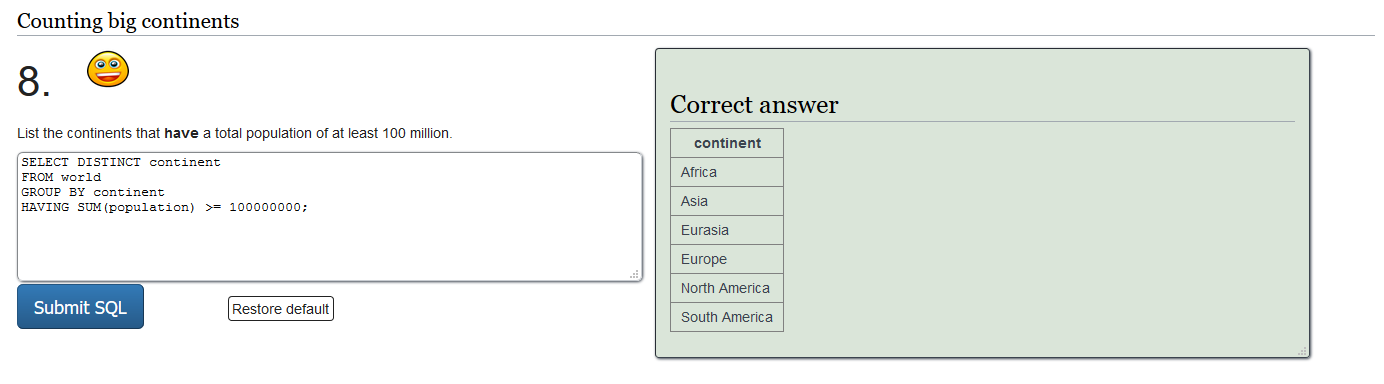 Counting big continents
8.
List the continents that have a total population of at least 100 million.
SELECT DISTINCT continent
FROM world
GROUP BY continent
HAVING SUM(population) >= 100000000;
Submit SQL
Restore default
Correct answer
continent
Africa
Asia
Eurasia
Europe
North America
South America